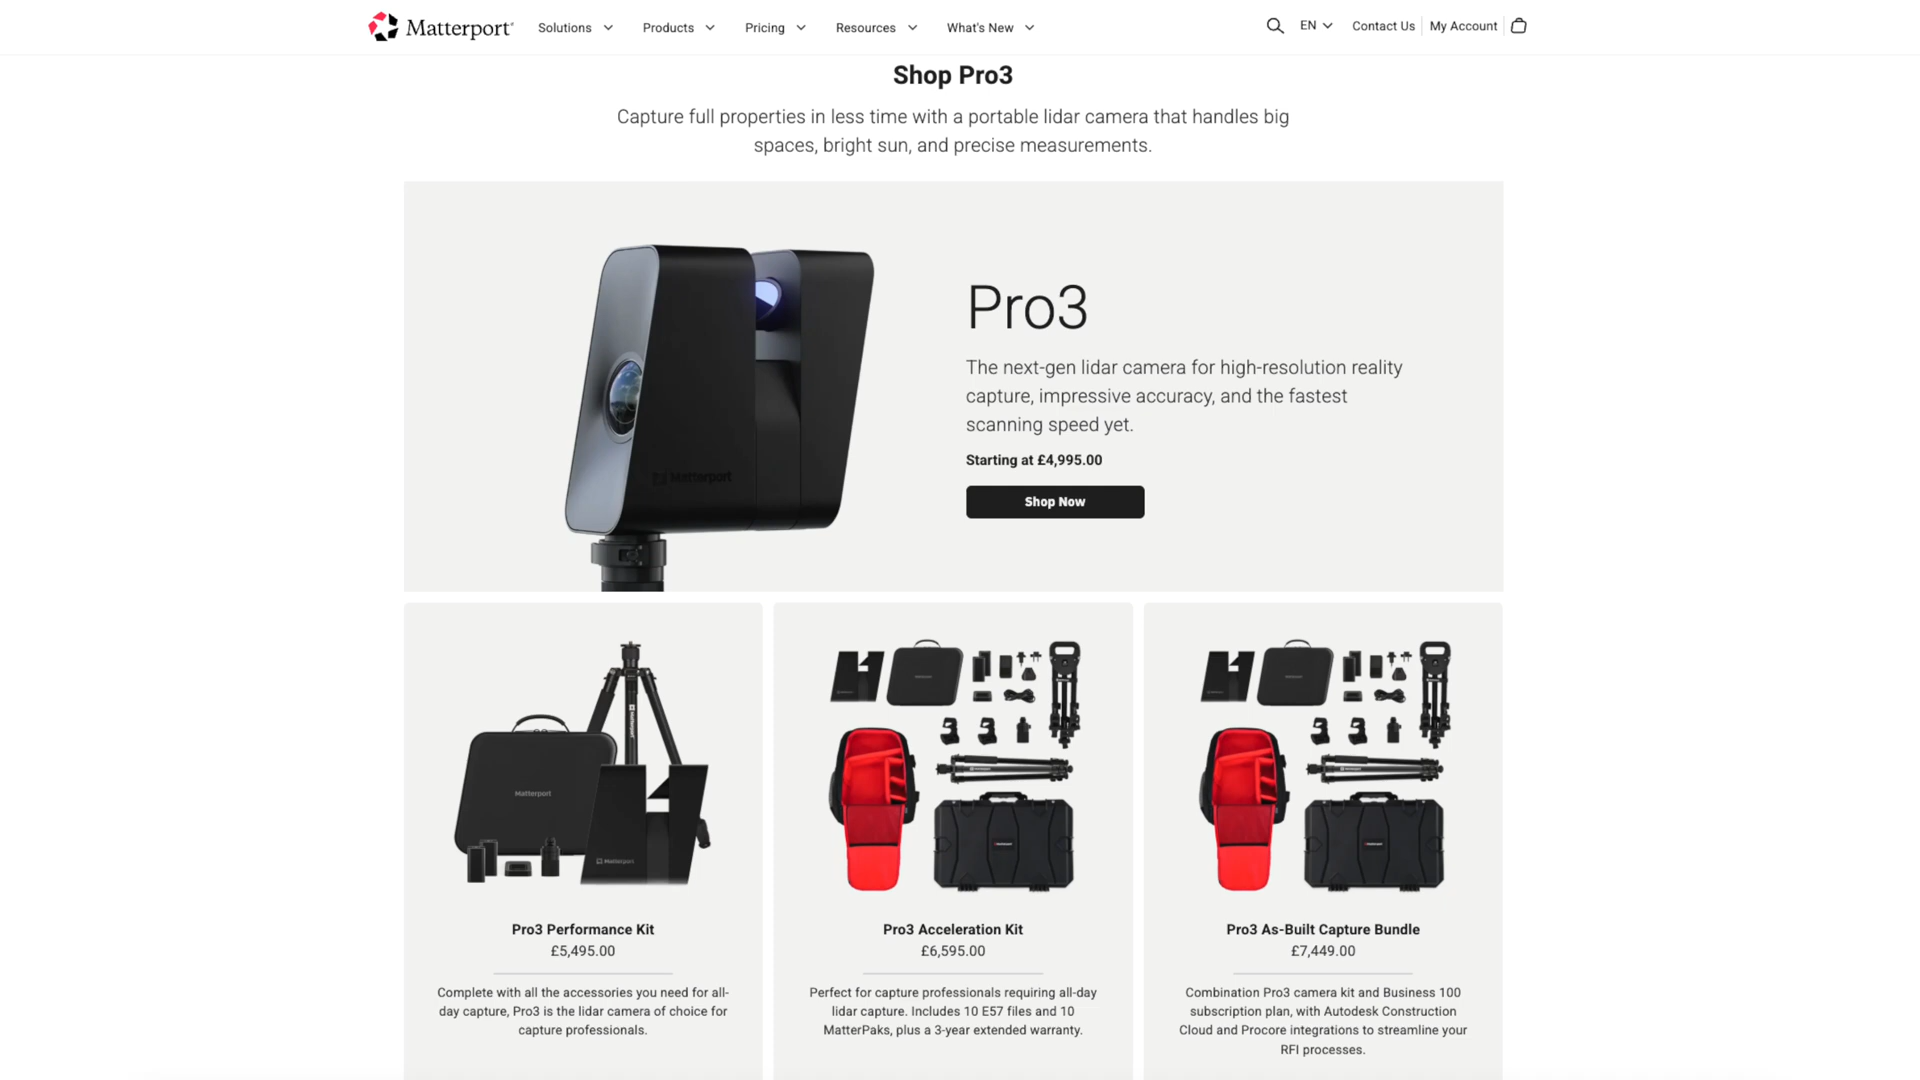 Matterport
Solutions
Products
Pricing
Resources
What's New
EN
Contact Us
My Account
Shop Pro3
Capture full properties in less time with a portable lidar camera that handles big
spaces, bright sun, and precise measurements.
Matterport
Pro3
The next-gen lidar camera for high-resolution reality
capture, impressive accuracy, and the fastest
scanning speed yet.
Starting at £4,995.00
Shop Now
Matterport
Matterport
Pro3 Performance Kit
£5,495.00
Complete with all the accessories you need for all-
day capture, Pro3 is the lidar camera of choice for
capture professionals.
Pro3 Acceleration Kit
£6,595.00
Perfect for capture professionals requiring all-day
lidar capture. Includes 10 E57 files and 10
MatterPaks, plus a 3-year extended warranty.
Pro3 As-Built Capture Bundle
£7,449.00
Combination Pro3 camera kit and Business 100
subscription plan, with Autodesk Construction
Cloud and Procore integrations to streamline your
RFI processes.